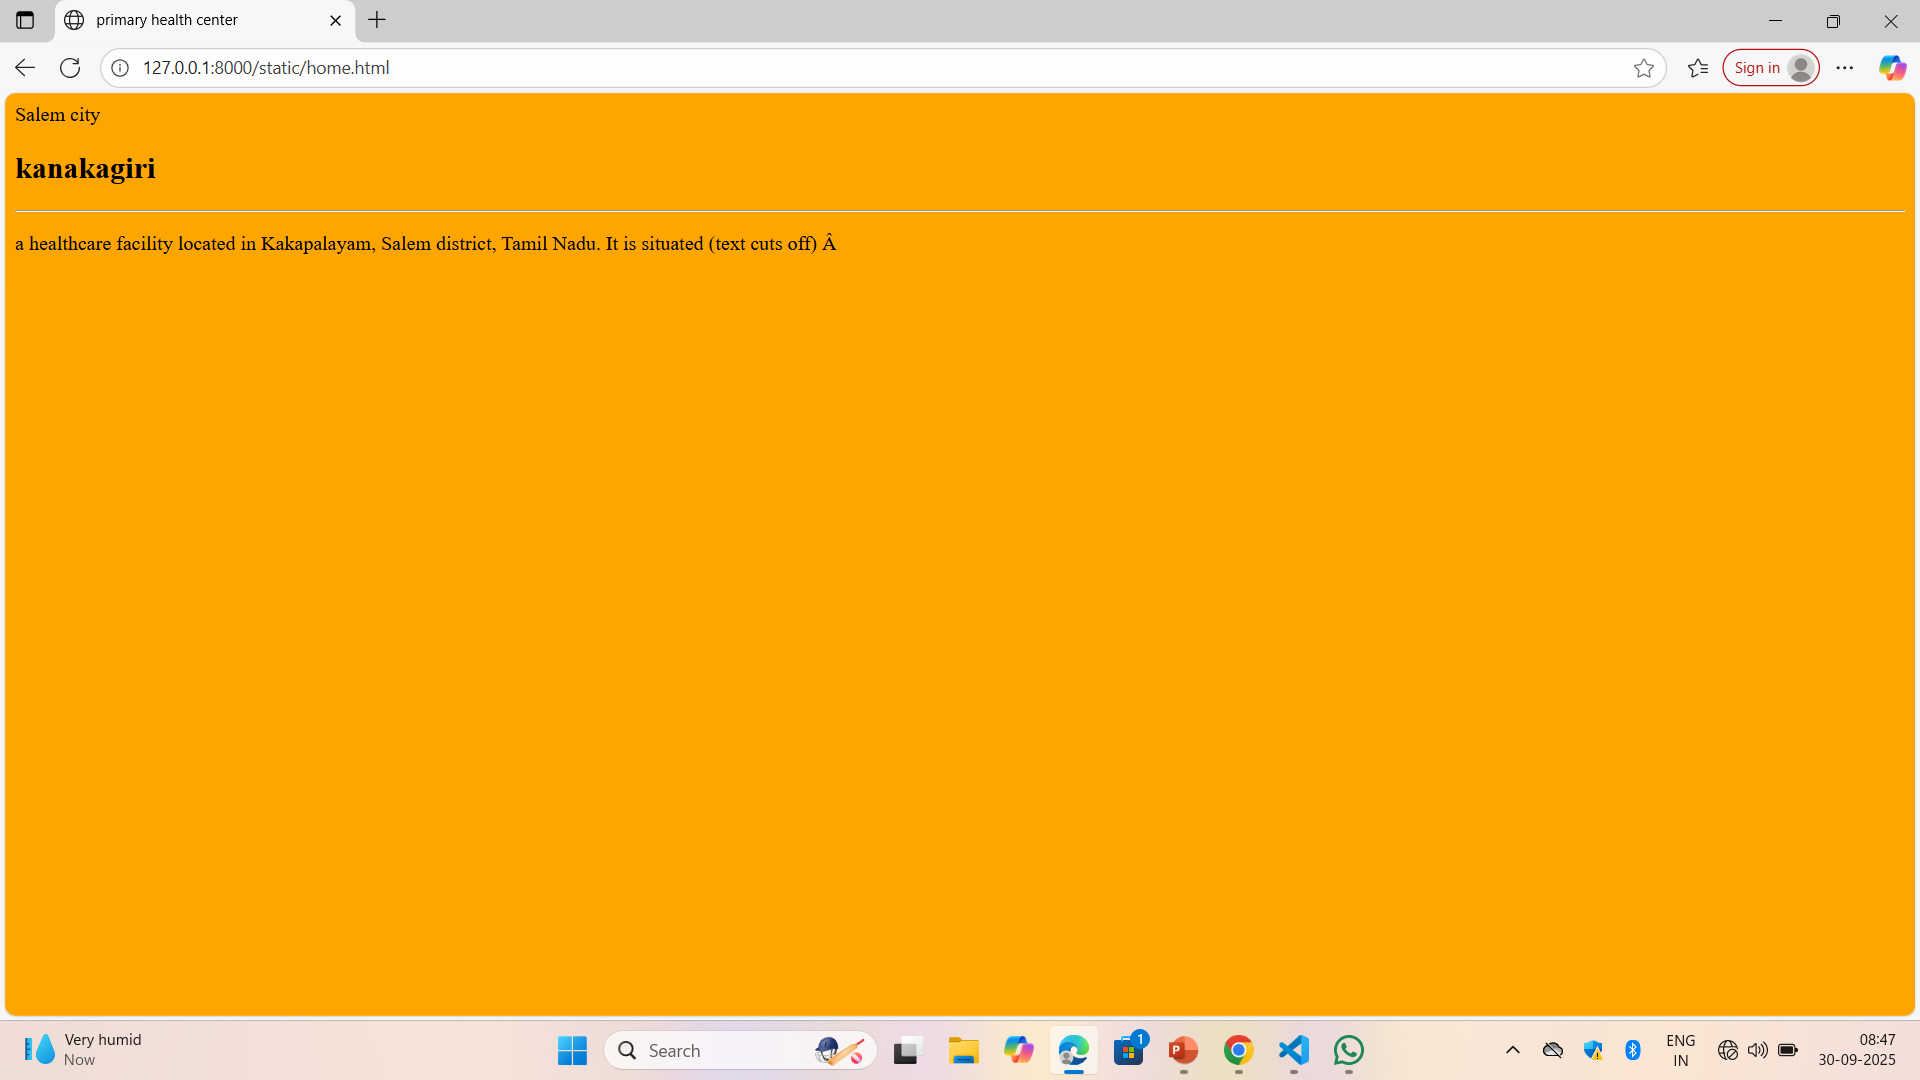 primary health center
127.0.0.1:8000/static/home.html
Sign in
Salem city
kanakagiri
a healthcare facility located in Kakapalayam, Salem district, Tamil Nadu. It is situated (text cuts off) Â
Very humid
Now
Search
1
P
ENG
IN
08:47
30-09-2025